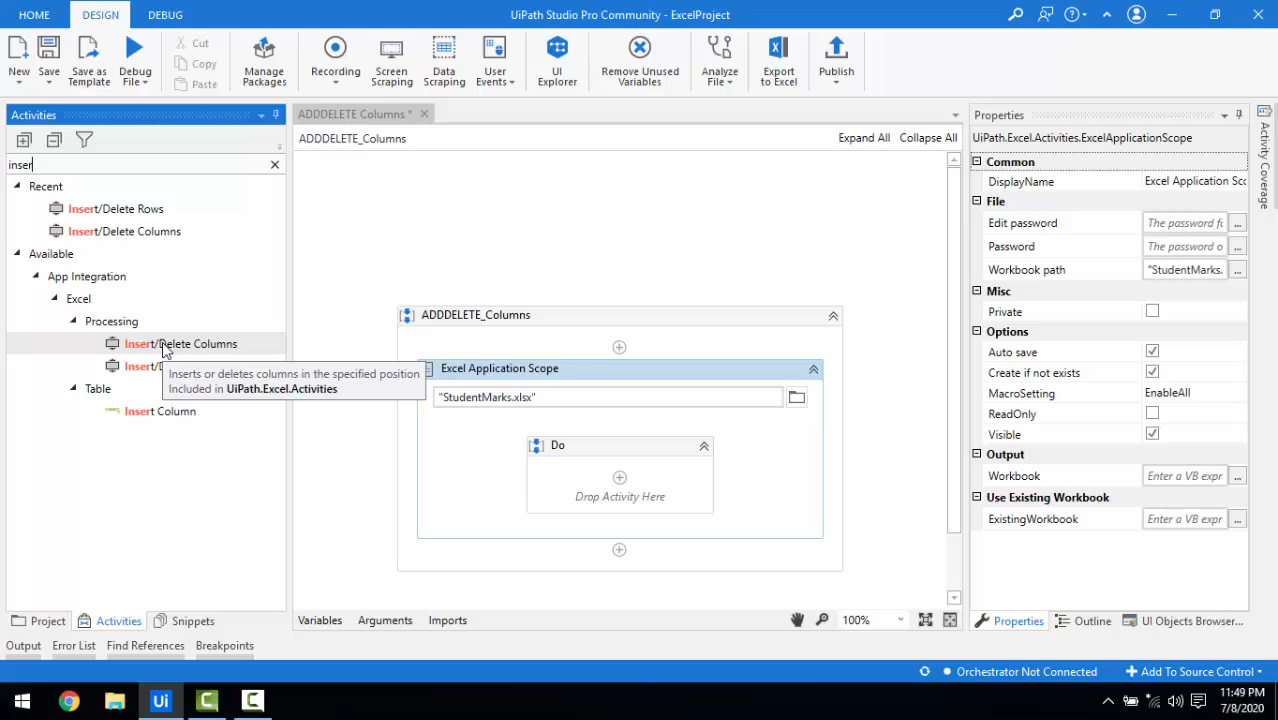 HOME DESIGN DEBUG UiPath Studio Pro Community - ExcelProject
New Save Save as Template Debug File Cut Copy Paste Manage Packages Recording Screen Scraping Data Scraping User Events UI Explorer Remove Unused Variables Analyze File Export to Excel Publish
Activities
inser
Recent
Insert/Delete Rows
Insert/Delete Columns
Available
App Integration
Excel
Processing
Insert/Delete Columns
Insert/D
Inserts or deletes columns in the specified position
Included in UiPath.Excel.Activities
Table
Insert Column
Project Activities Snippets
ADDDELETE Columns *
ADDDELETE_Columns Expand All Collapse All
ADDDELETE_Columns
Excel Application Scope
"StudentMarks.xlsx"
Do
Drop Activity Here
Variables Arguments Imports 100%
Properties
UiPath.Excel.Activities.ExcelApplicationScope
Common
DisplayName Excel Application Sco
File
Edit password The password fo ...
Password The password o ...
Workbook path "StudentMarks. ...
Misc
Private
Options
Auto save
Create if not exists
MacroSetting EnableAll
ReadOnly
Visible
Output
Workbook Enter a VB expr ...
Use Existing Workbook
ExistingWorkbook Enter a VB expr ...
Properties Outline UI Objects Browser...
Activity Coverage
Output Error List Find References Breakpoints
Orchestrator Not Connected Add To Source Control
Ui
11:49 PM
7/8/2020